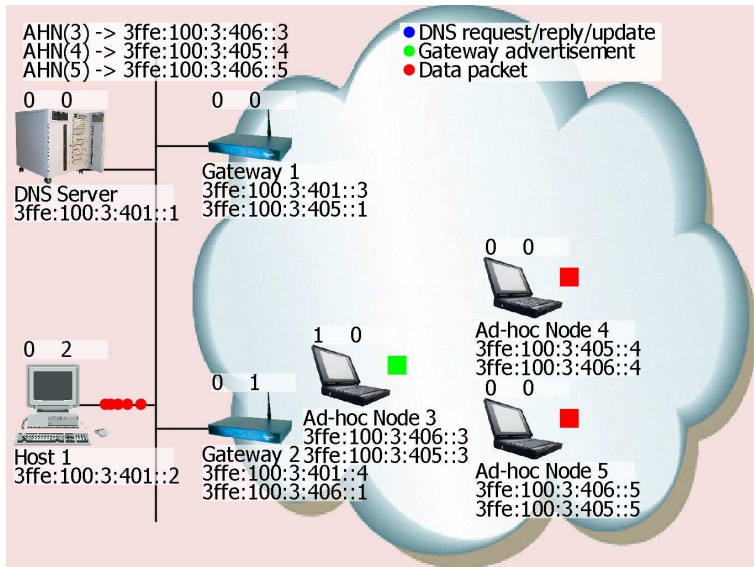 AHN(3) -> 3ffe:100:3:406::3
AHN(4) -> 3ffe:100:3:405::4
AHN(5) -> 3ffe:100:3:406::5
DNS request/reply/update
Gateway advertisement
Data packet
0 0
DNS Server
3ffe:100:3:401::1
0 0
Gateway 1
3ffe:100:3:401::3
3ffe:100:3:405::1
0 0
Ad-hoc Node 4
3ffe:100:3:405::4
3ffe:100:3:406::4
0 2
Host 1
3ffe:100:3:401::2
0 1
Gateway 2
3ffe:100:3:401::4
3ffe:100:3:406::1
1 0
Ad-hoc Node 3
3ffe:100:3:406::3
3ffe:100:3:405::3
0 0
Ad-hoc Node 5
3ffe:100:3:406::5
3ffe:100:3:405::5